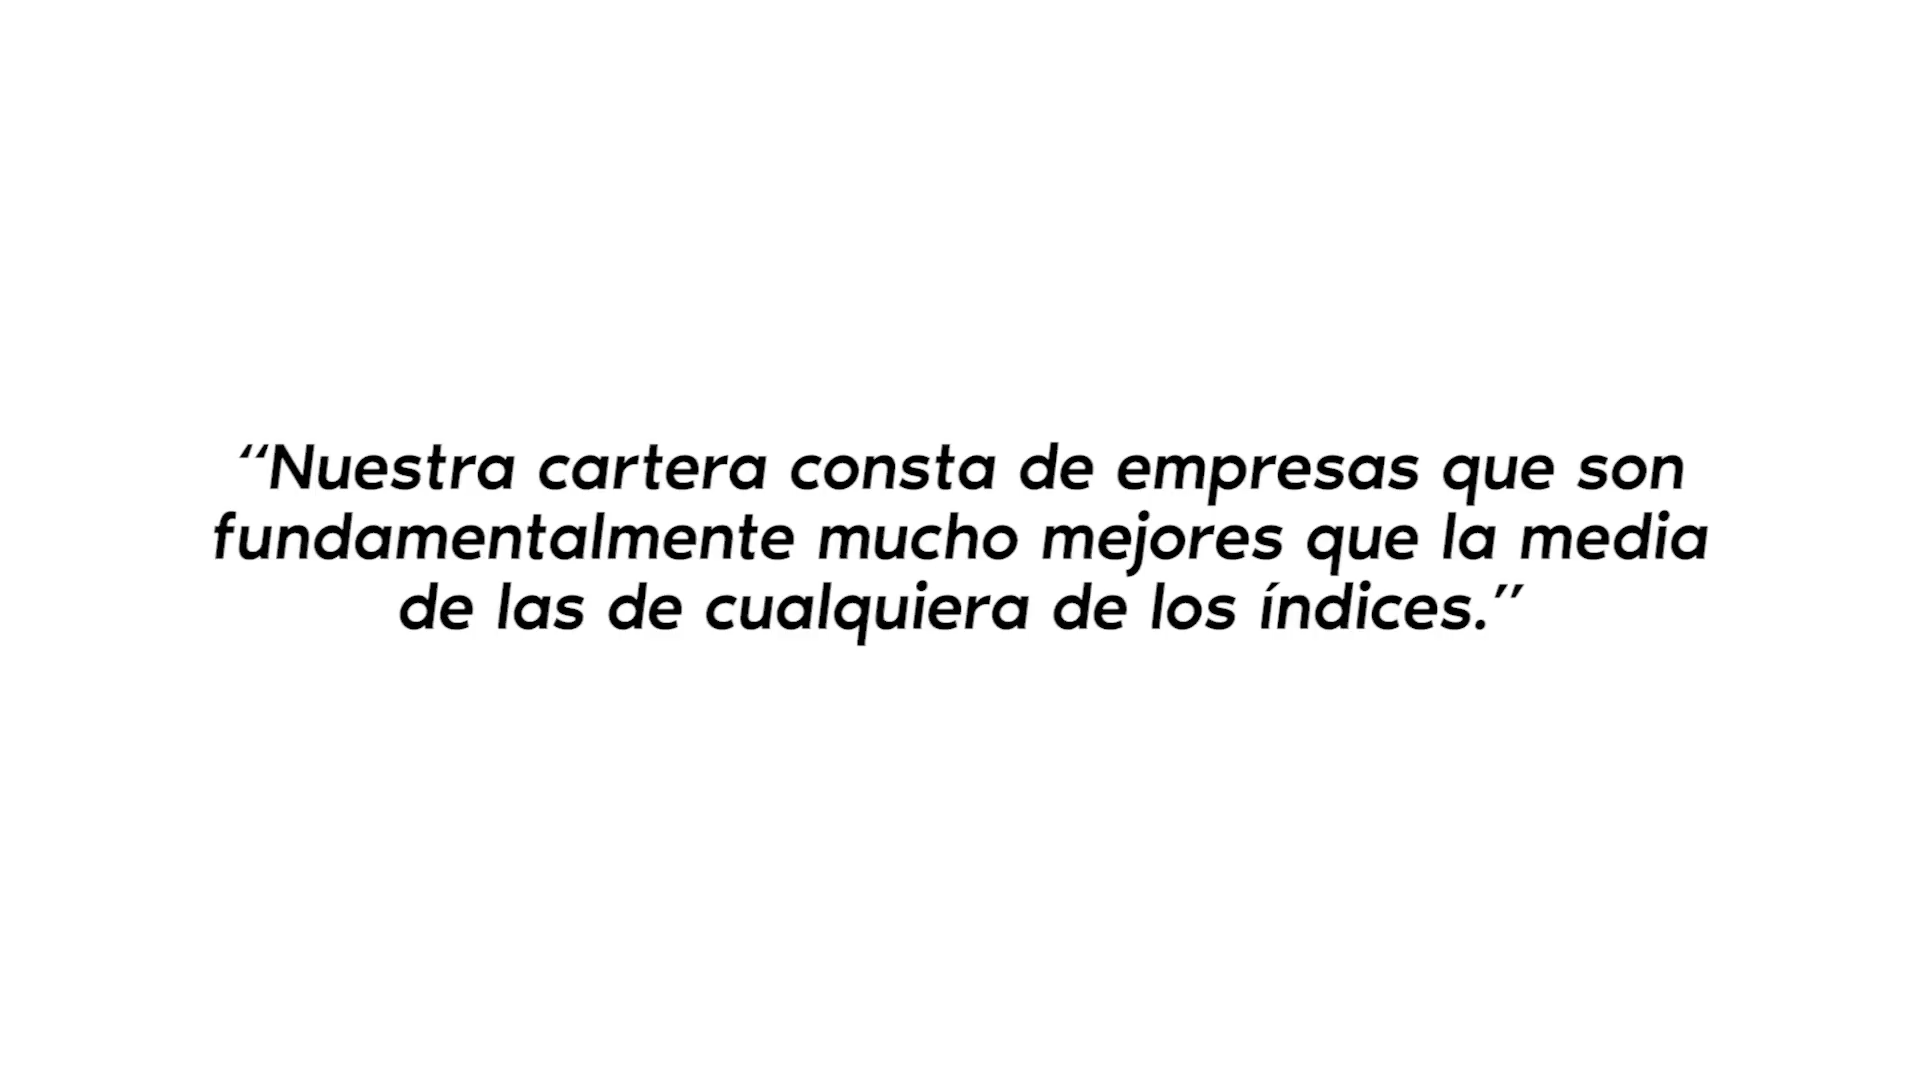 “Nuestra cartera consta de empresas que son
fundamentalmente mucho mejores que la media
de las de cualquiera de los índices.”